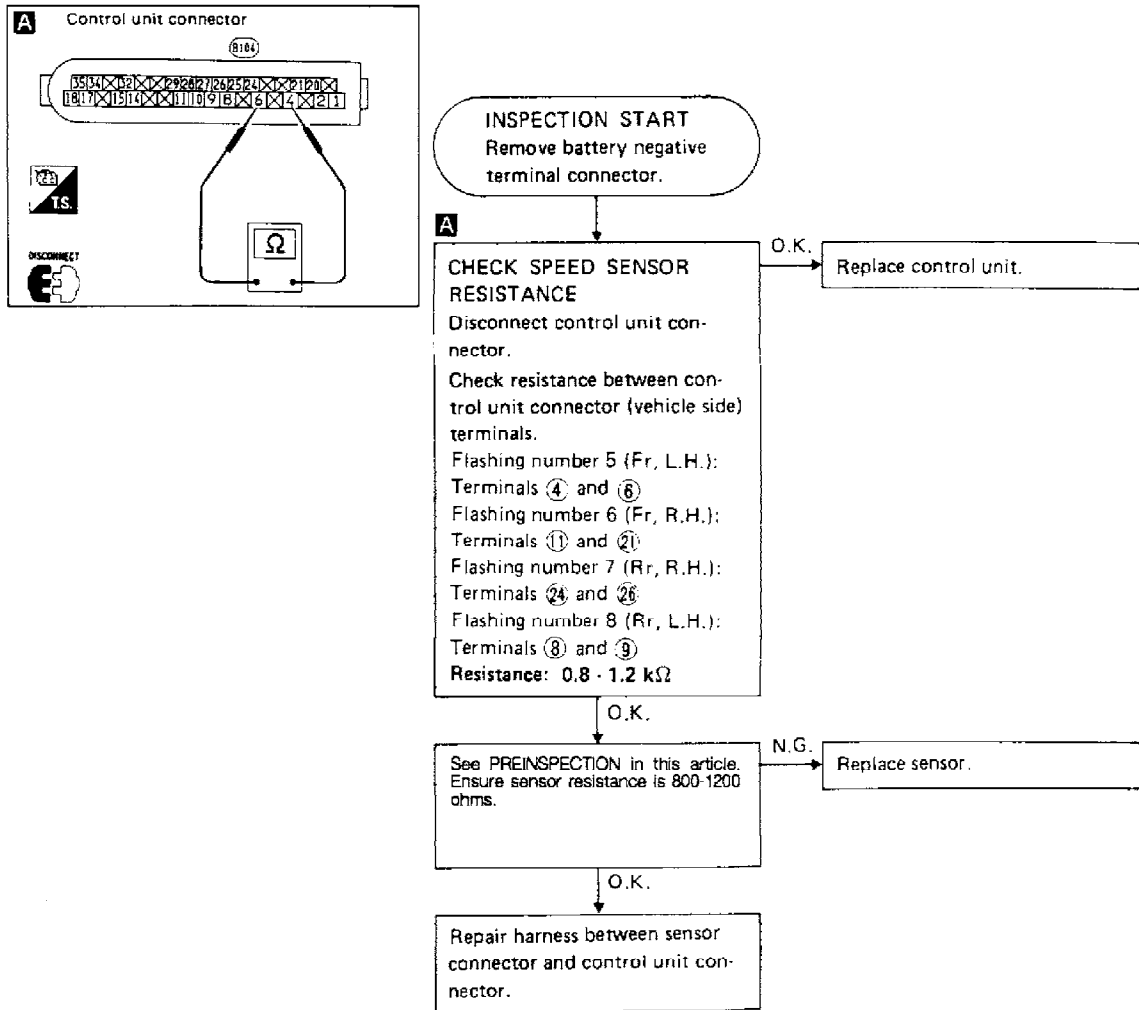 A Control unit connector
B104
35 34 32 29 28 27 26 25 24 21 20
18 17 15 14 11 10 9 8 6 4 2 1
T.S.
DISCONNECT
Ω
INSPECTION START
Remove battery negative
terminal connector.
A
CHECK SPEED SENSOR
RESISTANCE
Disconnect control unit con-
nector.
Check resistance between con-
trol unit connector (vehicle side)
terminals.
Flashing number 5 (Fr, L.H.):
Terminals 4 and 6
Flashing number 6 (Fr, R.H.):
Terminals 11 and 21
Flashing number 7 (Rr, R.H.):
Terminals 24 and 26
Flashing number 8 (Rr, L.H.):
Terminals 8 and 9
Resistance: 0.8 - 1.2 kΩ
O.K.
Replace control unit.
O.K.
See PREINSPECTION in this article.
Ensure sensor resistance is 800-1200
ohms.
N.G.
Replace sensor.
O.K.
Repair harness between sensor
connector and control unit con-
nector.